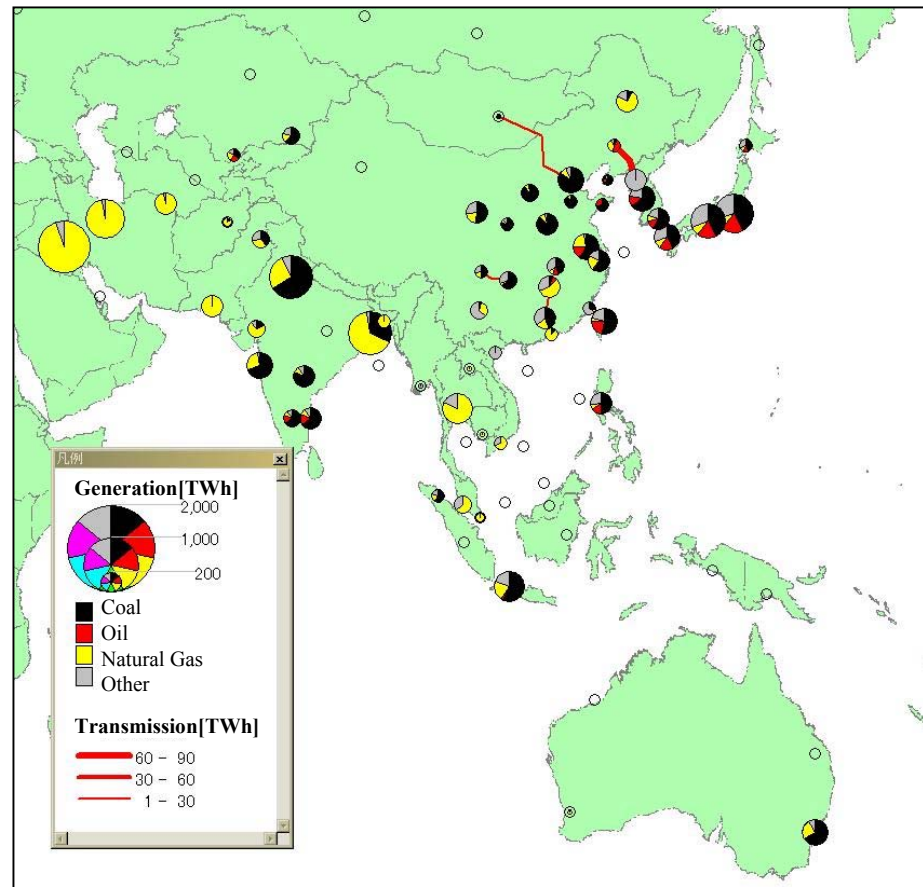 凡例
Generation[TWh]
2,000
1,000
200
Coal
Oil
Natural Gas
Other
Transmission[TWh]
60 - 90
30 - 60
1 - 30